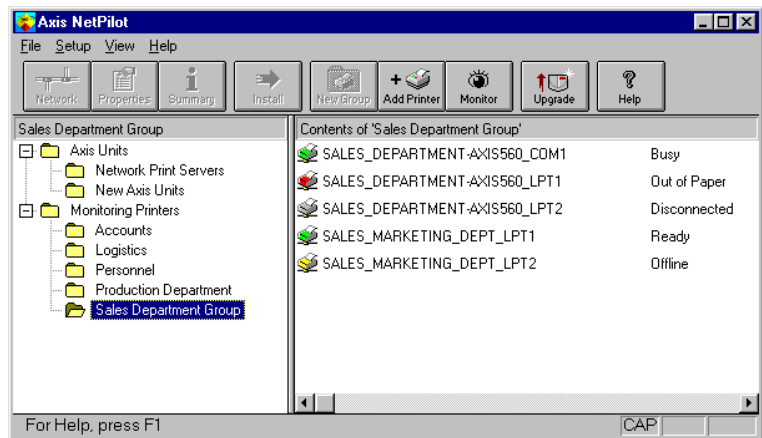 Axis NetPilot
File Setup View Help
Network Properties Summary Install New Group Add Printer Monitor Upgrade Help
Sales Department Group
Contents of 'Sales Department Group'
Axis Units
Network Print Servers
New Axis Units
Monitoring Printers
Accounts
Logistics
Personnel
Production Department
Sales Department Group
SALES_DEPARTMENT-AXIS560_COM1 Busy
SALES_DEPARTMENT-AXIS560_LPT1 Out of Paper
SALES_DEPARTMENT-AXIS560_LPT2 Disconnected
SALES_MARKETING_DEPT_LPT1 Ready
SALES_MARKETING_DEPT_LPT2 Offline
For Help, press F1
CAP